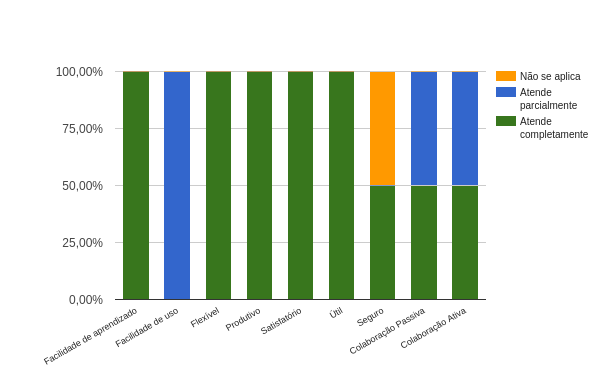 100,00%
75,00%
50,00%
25,00%
0,00%
Não se aplica
Atende
parcialmente
Atende
completamente
Facilidade de aprendizado
Facilidade de uso
Flexível
Produtivo
Satisfatório
Útil
Seguro
Colaboração Passiva
Colaboração Ativa